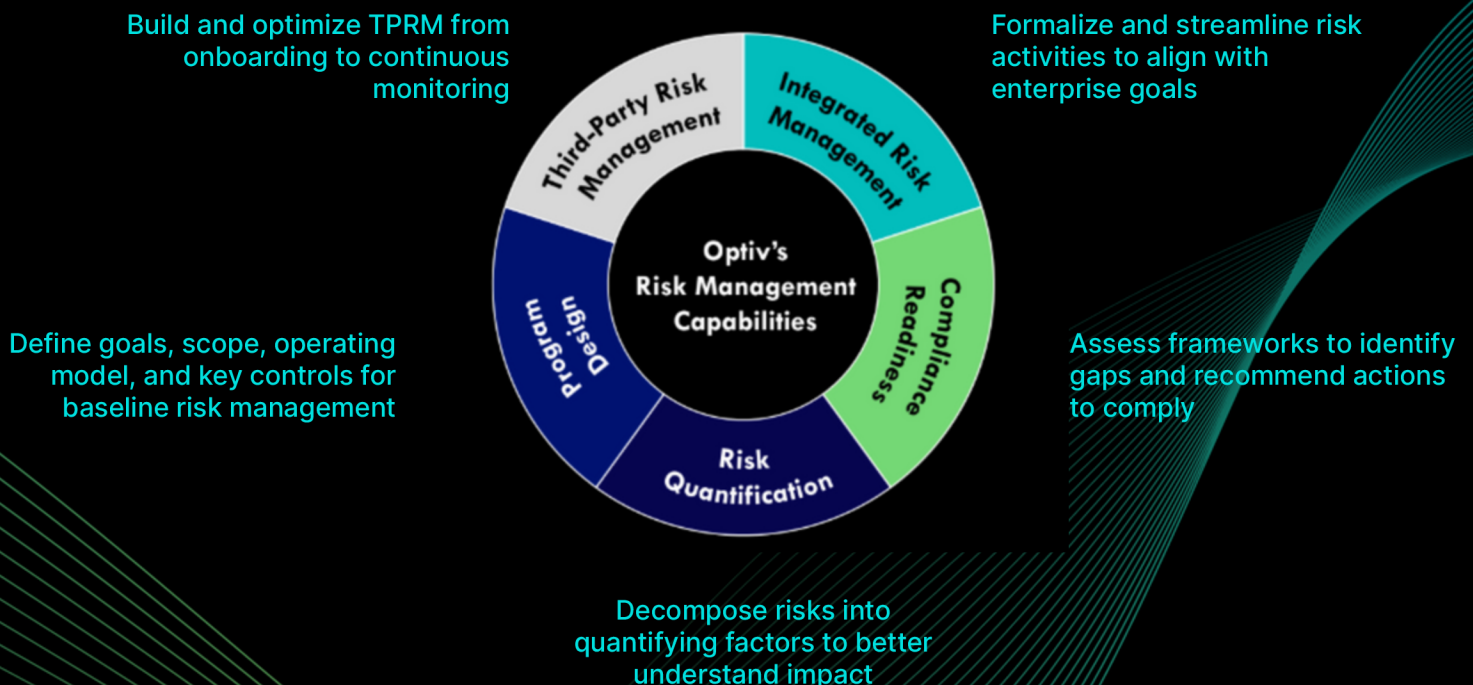 Build and optimize TPRM from
onboarding to continuous
monitoring
Formalize and streamline risk
activities to align with
enterprise goals
Third-Party Risk
Management
Integrated Risk
Management
Optiv’s
Risk Management
Capabilities
Program
Design
Compliance
Readiness
Define goals, scope, operating
model, and key controls for
baseline risk management
Assess frameworks to identify
gaps and recommend actions
to comply
Risk
Quantification
Decompose risks into
quantifying factors to better
understand impact